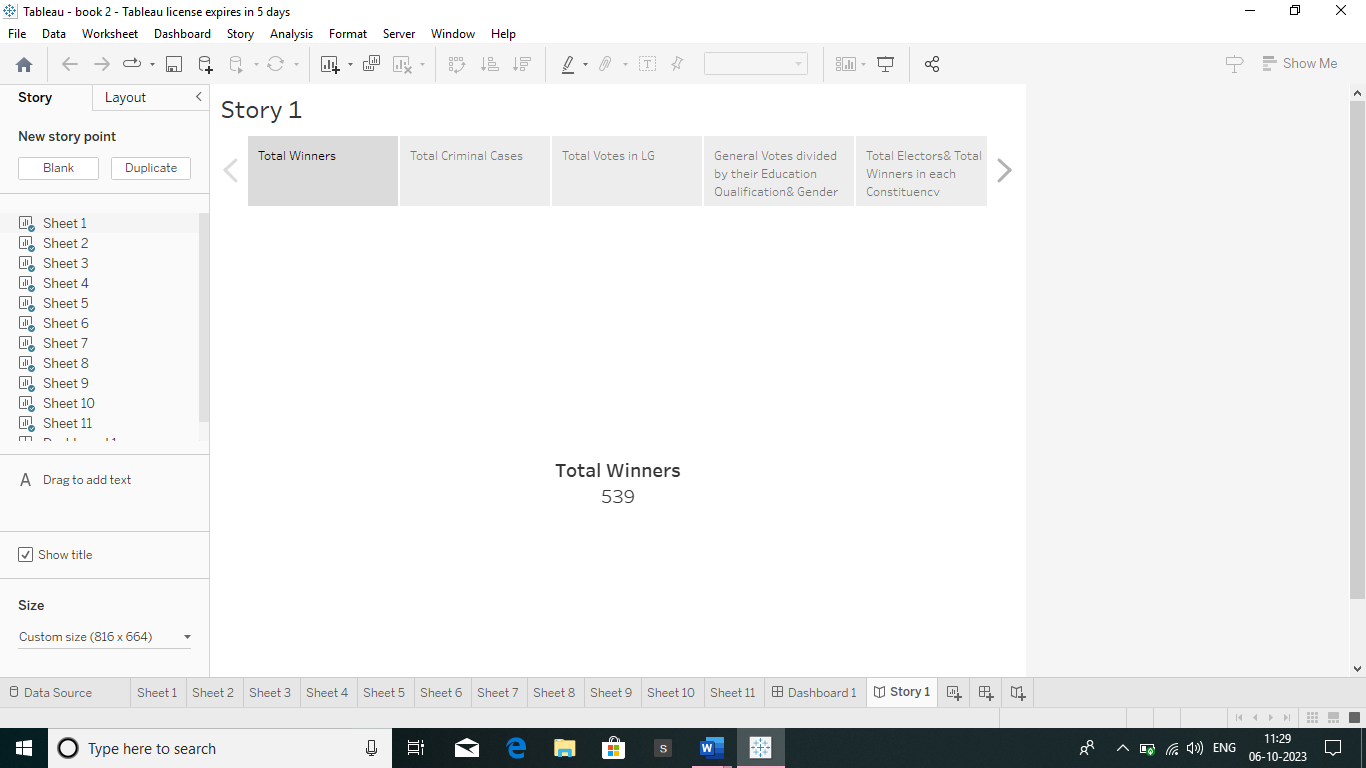 Tableau - book 2 - Tableau license expires in 5 days
File Data Worksheet Dashboard Story Analysis Format Server Window Help
Show Me
Story Layout
New story point
Blank Duplicate
Sheet 1
Sheet 2
Sheet 3
Sheet 4
Sheet 5
Sheet 6
Sheet 7
Sheet 8
Sheet 9
Sheet 10
Sheet 11
A Drag to add text
Show title
Size
Custom size (816 x 664)
Story 1
Total Winners
Total Criminal Cases
Total Votes in LG
General Votes divided
by their Education
Qualification& Gender
Total Electors& Total
Winners in each
Constituency
Total Winners
539
Data Source Sheet 1 Sheet 2 Sheet 3 Sheet 4 Sheet 5 Sheet 6 Sheet 7 Sheet 8 Sheet 9 Sheet 10 Sheet 11 Dashboard 1 Story 1
Type here to search
S
W
ENG
11:29
06-10-2023